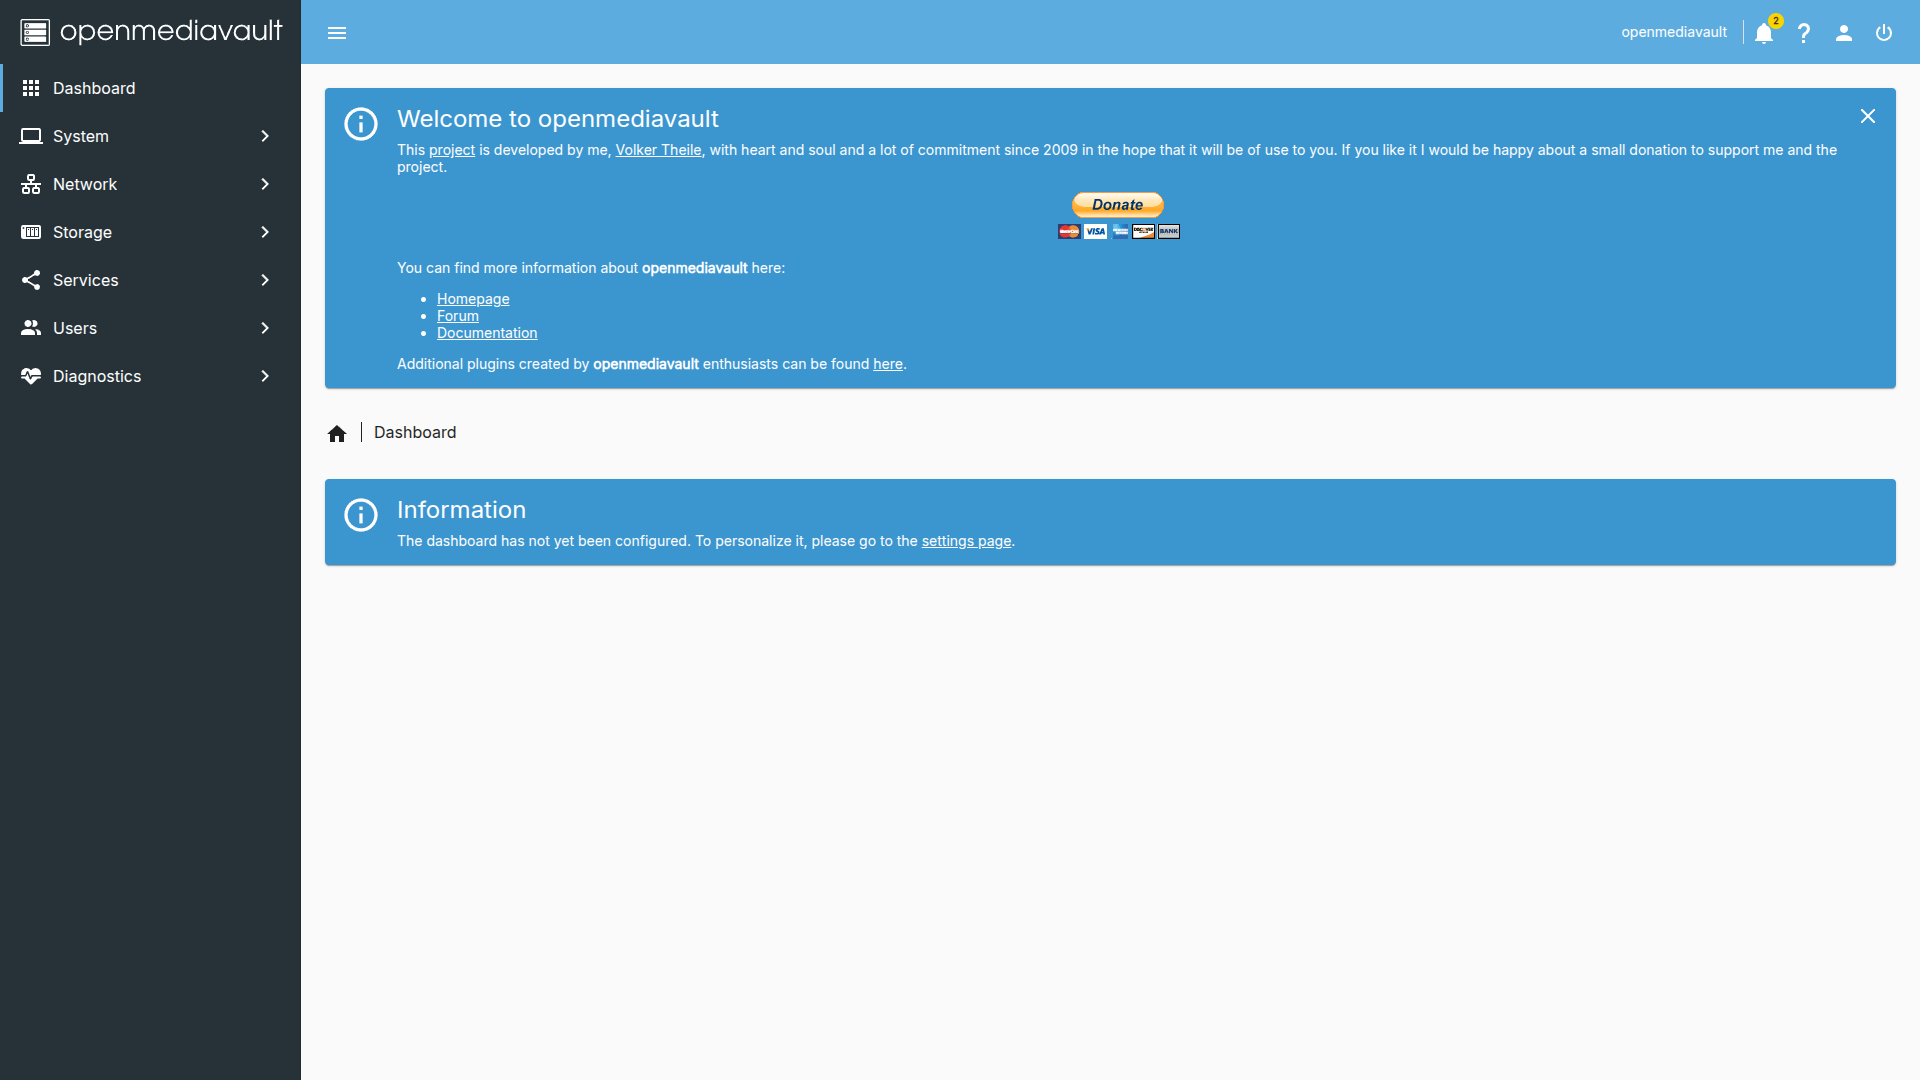 openmediavault
openmediavault
2
Dashboard
System
Network
Storage
Services
Users
Diagnostics
Welcome to openmediavault
This project is developed by me, Volker Theile, with heart and soul and a lot of commitment since 2009 in the hope that it will be of use to you. If you like it I would be happy about a small donation to support me and the
project.
Donate
VISA
DISCOVER
BANK
You can find more information about openmediavault here:
Homepage
Forum
Documentation
Additional plugins created by openmediavault enthusiasts can be found here.
Dashboard
Information
The dashboard has not yet been configured. To personalize it, please go to the settings page.